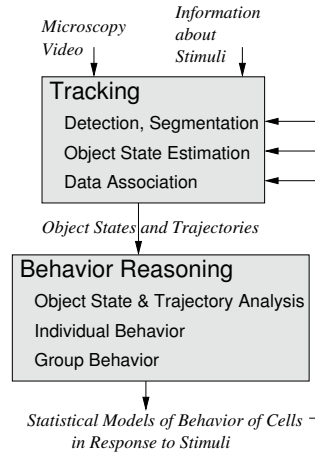 Microscopy
Video
Information
about
Stimuli
Tracking
Detection, Segmentation
Object State Estimation
Data Association
Object States and Trajectories
Behavior Reasoning
Object State & Trajectory Analysis
Individual Behavior
Group Behavior
Statistical Models of Behavior of Cells
in Response to Stimuli